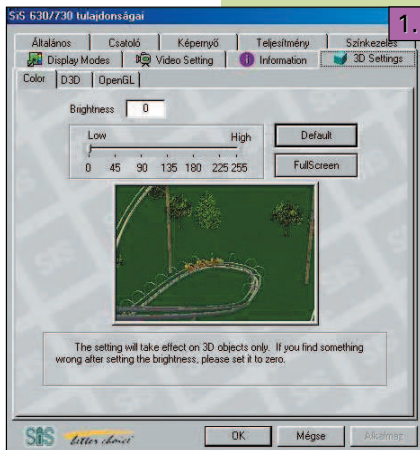 SiS 630/730 tulajdonságai
1.
Általános Csatoló Képernyő Teljesítmény Színkezelés
Display Modes Video Setting Information 3D Settings
Color D3D OpenGL
Brightness 0
Low High
0 45 90 135 180 225 255
Default
FullScreen
The setting will take effect on 3D objects only. If you find something
wrong after setting the brightness, please set it to zero.
SiS better choice
OK Mégse Alkalmaz